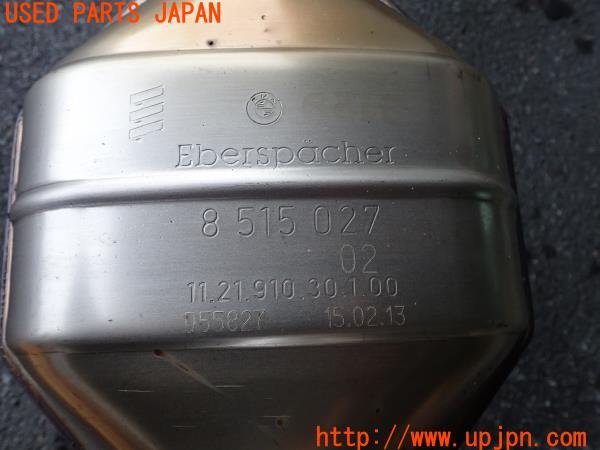 USED PARTS JAPAN
Eberspächer
8 515 027
02
11.21.910.30.1.00
D55827 15.02.13
http://www.upjpn.com/